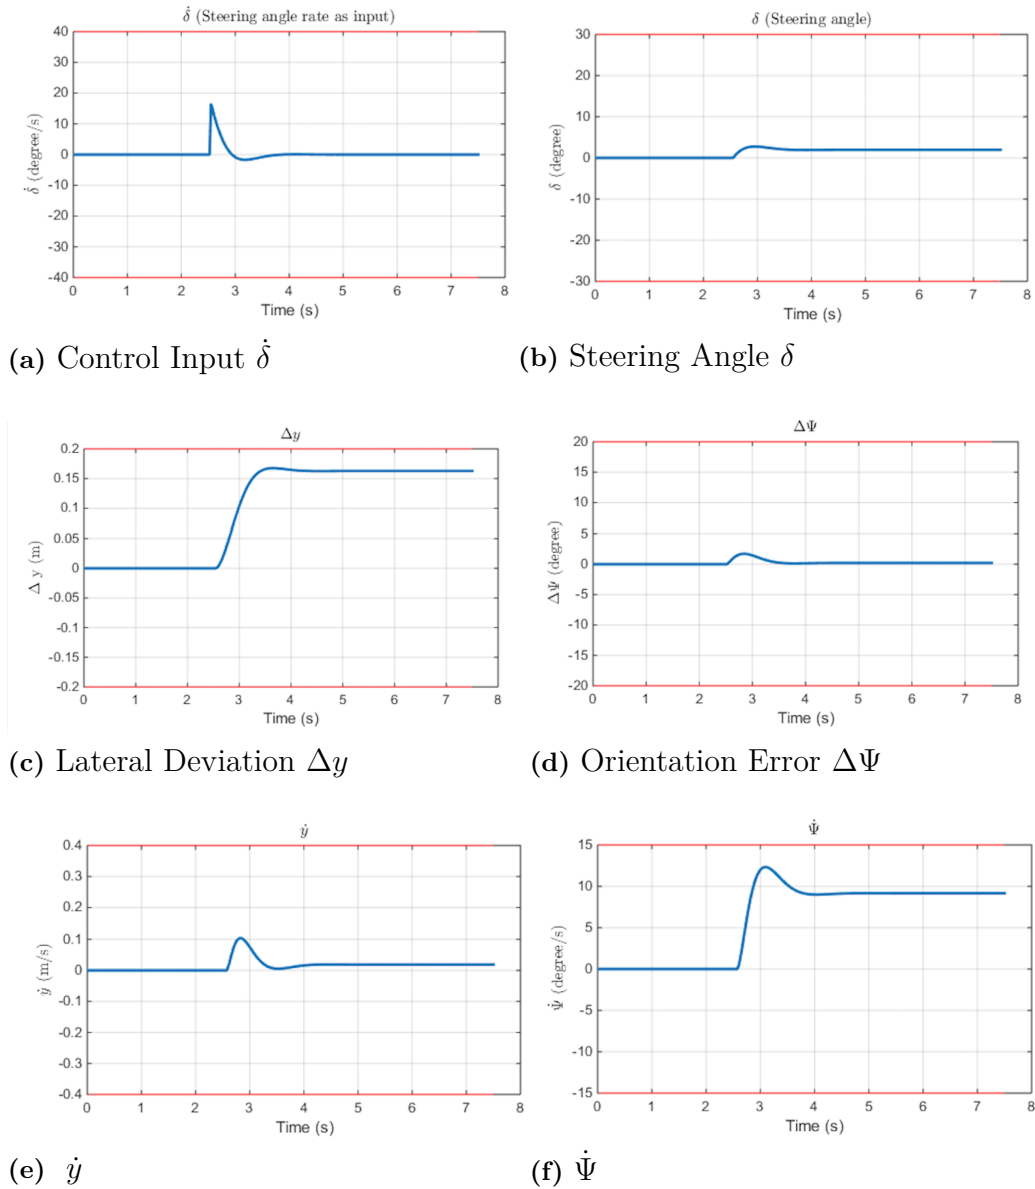 δ̇ (Steering angle rate as input)
40
30
20
10
0
-10
-20
-30
-40
δ̇ (degree/s)
0 1 2 3 4 5 6 7 8
Time (s)
(a) Control Input δ̇
δ (Steering angle)
30
20
10
0
-10
-20
-30
δ (degree)
0 1 2 3 4 5 6 7 8
Time (s)
(b) Steering Angle δ
Δy
0.2
0.15
0.1
0.05
0
-0.05
-0.1
-0.15
-0.2
Δ y (m)
0 1 2 3 4 5 6 7 8
Time (s)
(c) Lateral Deviation Δy
ΔΨ
20
15
10
5
0
-5
-10
-15
-20
ΔΨ (degree)
0 1 2 3 4 5 6 7 8
Time (s)
(d) Orientation Error ΔΨ
ẏ
0.4
0.3
0.2
0.1
0
-0.1
-0.2
-0.3
-0.4
ẏ (m/s)
0 1 2 3 4 5 6 7 8
Time (s)
(e) ẏ
Ψ̇
15
10
5
0
-5
-10
-15
Ψ̇ (degree/s)
0 1 2 3 4 5 6 7 8
Time (s)
(f) Ψ̇